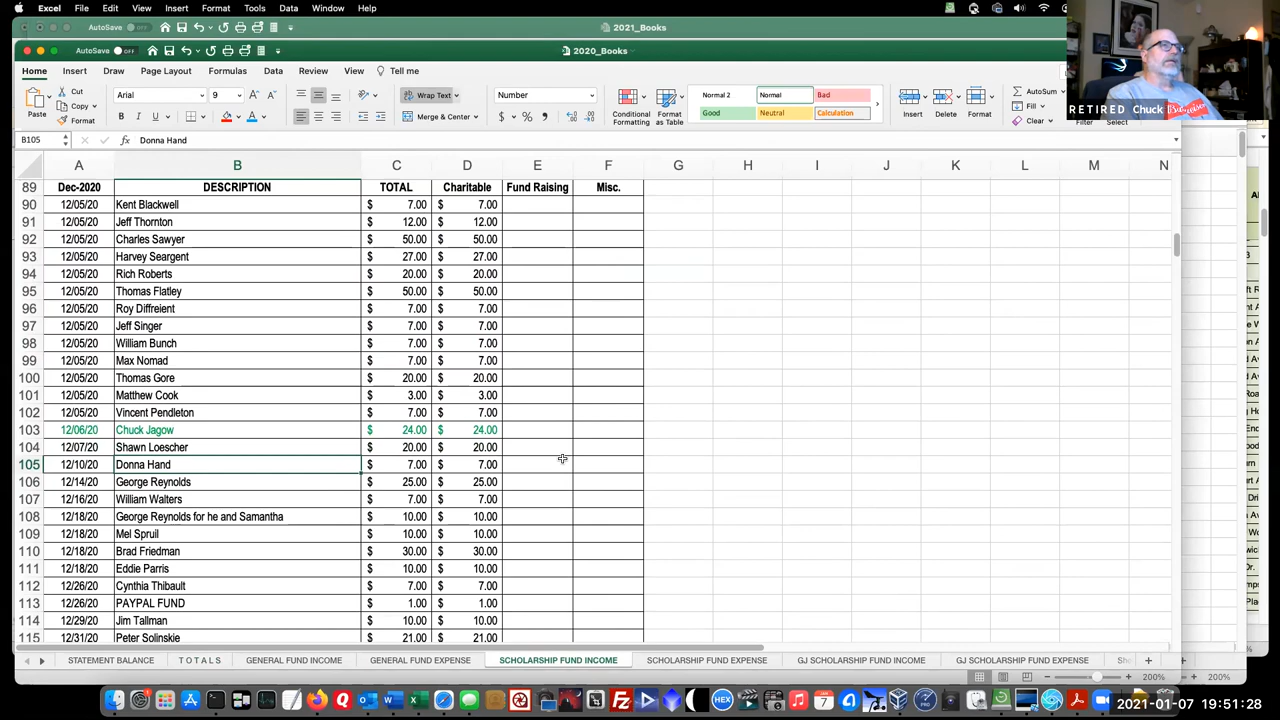 Excel File Edit View Insert Format Tools Data Window Help
AutoSave OFF 2021_Books
AutoSave OFF 2020_Books
Home Insert Draw Page Layout Formulas Data Review View Tell me
Paste Cut Copy Format Arial 9 Wrap Text Merge & Center Number Conditional Formatting Format as Table Normal 2 Normal Bad Good Neutral Calculation Insert Delete Format AutoSum Fill Clear Filter Select
RETIRED Chuck
B105 fx Donna Hand
A B C D E F G H I J K L M N
89 Dec-2020 DESCRIPTION TOTAL Charitable Fund Raising Misc.
90 12/05/20 Kent Blackwell $ 7.00 $ 7.00
91 12/05/20 Jeff Thornton $ 12.00 $ 12.00
92 12/05/20 Charles Sawyer $ 50.00 $ 50.00
93 12/05/20 Harvey Seargent $ 27.00 $ 27.00
94 12/05/20 Rich Roberts $ 20.00 $ 20.00
95 12/05/20 Thomas Flatley $ 50.00 $ 50.00
96 12/05/20 Roy Diffreient $ 7.00 $ 7.00
97 12/05/20 Jeff Singer $ 7.00 $ 7.00
98 12/05/20 William Bunch $ 7.00 $ 7.00
99 12/05/20 Max Nomad $ 7.00 $ 7.00
100 12/05/20 Thomas Gore $ 20.00 $ 20.00
101 12/05/20 Matthew Cook $ 3.00 $ 3.00
102 12/05/20 Vincent Pendleton $ 7.00 $ 7.00
103 12/06/20 Chuck Jagow $ 24.00 $ 24.00
104 12/07/20 Shawn Loescher $ 20.00 $ 20.00
105 12/10/20 Donna Hand $ 7.00 $ 7.00
106 12/14/20 George Reynolds $ 25.00 $ 25.00
107 12/16/20 William Walters $ 7.00 $ 7.00
108 12/18/20 George Reynolds for he and Samantha $ 10.00 $ 10.00
109 12/18/20 Mel Spruil $ 10.00 $ 10.00
110 12/18/20 Brad Friedman $ 30.00 $ 30.00
111 12/18/20 Eddie Parris $ 10.00 $ 10.00
112 12/26/20 Cynthia Thibault $ 7.00 $ 7.00
113 12/26/20 PAYPAL FUND $ 1.00 $ 1.00
114 12/29/20 Jim Tallman $ 10.00 $ 10.00
115 12/31/20 Peter Solinskie $ 21.00 $ 21.00
STATEMENT BALANCE T O T A L S GENERAL FUND INCOME GENERAL FUND EXPENSE SCHOLARSHIP FUND INCOME SCHOLARSHIP FUND EXPENSE GJ SCHOLARSHIP FUND INCOME GJ SCHOLARSHIP FUND EXPENSE
200% 200%
2021-01-07 19:51:28